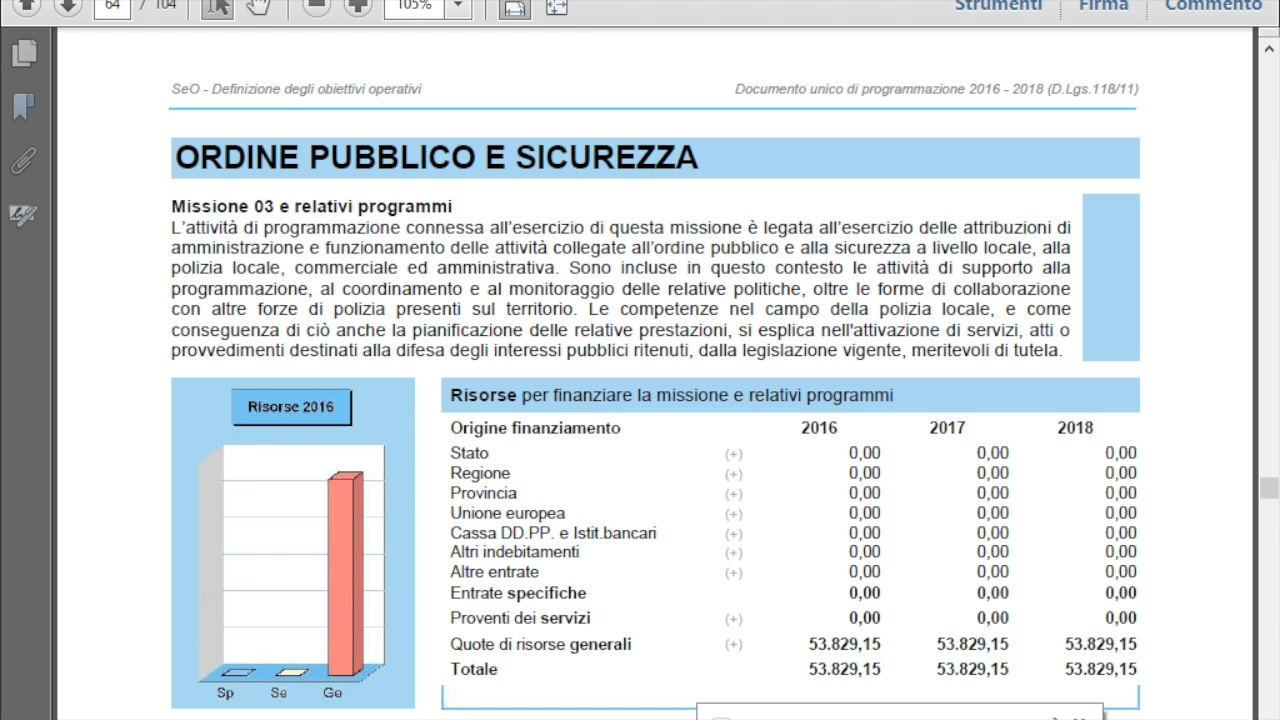 64 / 104
105%
Strumenti Firma Commento
SeO - Definizione degli obiettivi operativi Documento unico di programmazione 2016 - 2018 (D.Lgs.118/11)
ORDINE PUBBLICO E SICUREZZA
Missione 03 e relativi programmi
L'attività di programmazione connessa all'esercizio di questa missione è legata all'esercizio delle attribuzioni di
amministrazione e funzionamento delle attività collegate all'ordine pubblico e alla sicurezza a livello locale, alla
polizia locale, commerciale ed amministrativa. Sono incluse in questo contesto le attività di supporto alla
programmazione, al coordinamento e al monitoraggio delle relative politiche, oltre le forme di collaborazione
con altre forze di polizia presenti sul territorio. Le competenze nel campo della polizia locale, e come
conseguenza di ciò anche la pianificazione delle relative prestazioni, si esplica nell'attivazione di servizi, atti o
provvedimenti destinati alla difesa degli interessi pubblici ritenuti, dalla legislazione vigente, meritevoli di tutela.
Risorse 2016
Sp Se Ge
Risorse per finanziare la missione e relativi programmi
Origine finanziamento 2016 2017 2018
Stato (+) 0,00 0,00 0,00
Regione (+) 0,00 0,00 0,00
Provincia (+) 0,00 0,00 0,00
Unione europea (+) 0,00 0,00 0,00
Cassa DD.PP. e Istit.bancari (+) 0,00 0,00 0,00
Altri indebitamenti (+) 0,00 0,00 0,00
Altre entrate (+) 0,00 0,00 0,00
Entrate specifiche 0,00 0,00 0,00
Proventi dei servizi (+) 0,00 0,00 0,00
Quote di risorse generali (+) 53.829,15 53.829,15 53.829,15
Totale 53.829,15 53.829,15 53.829,15